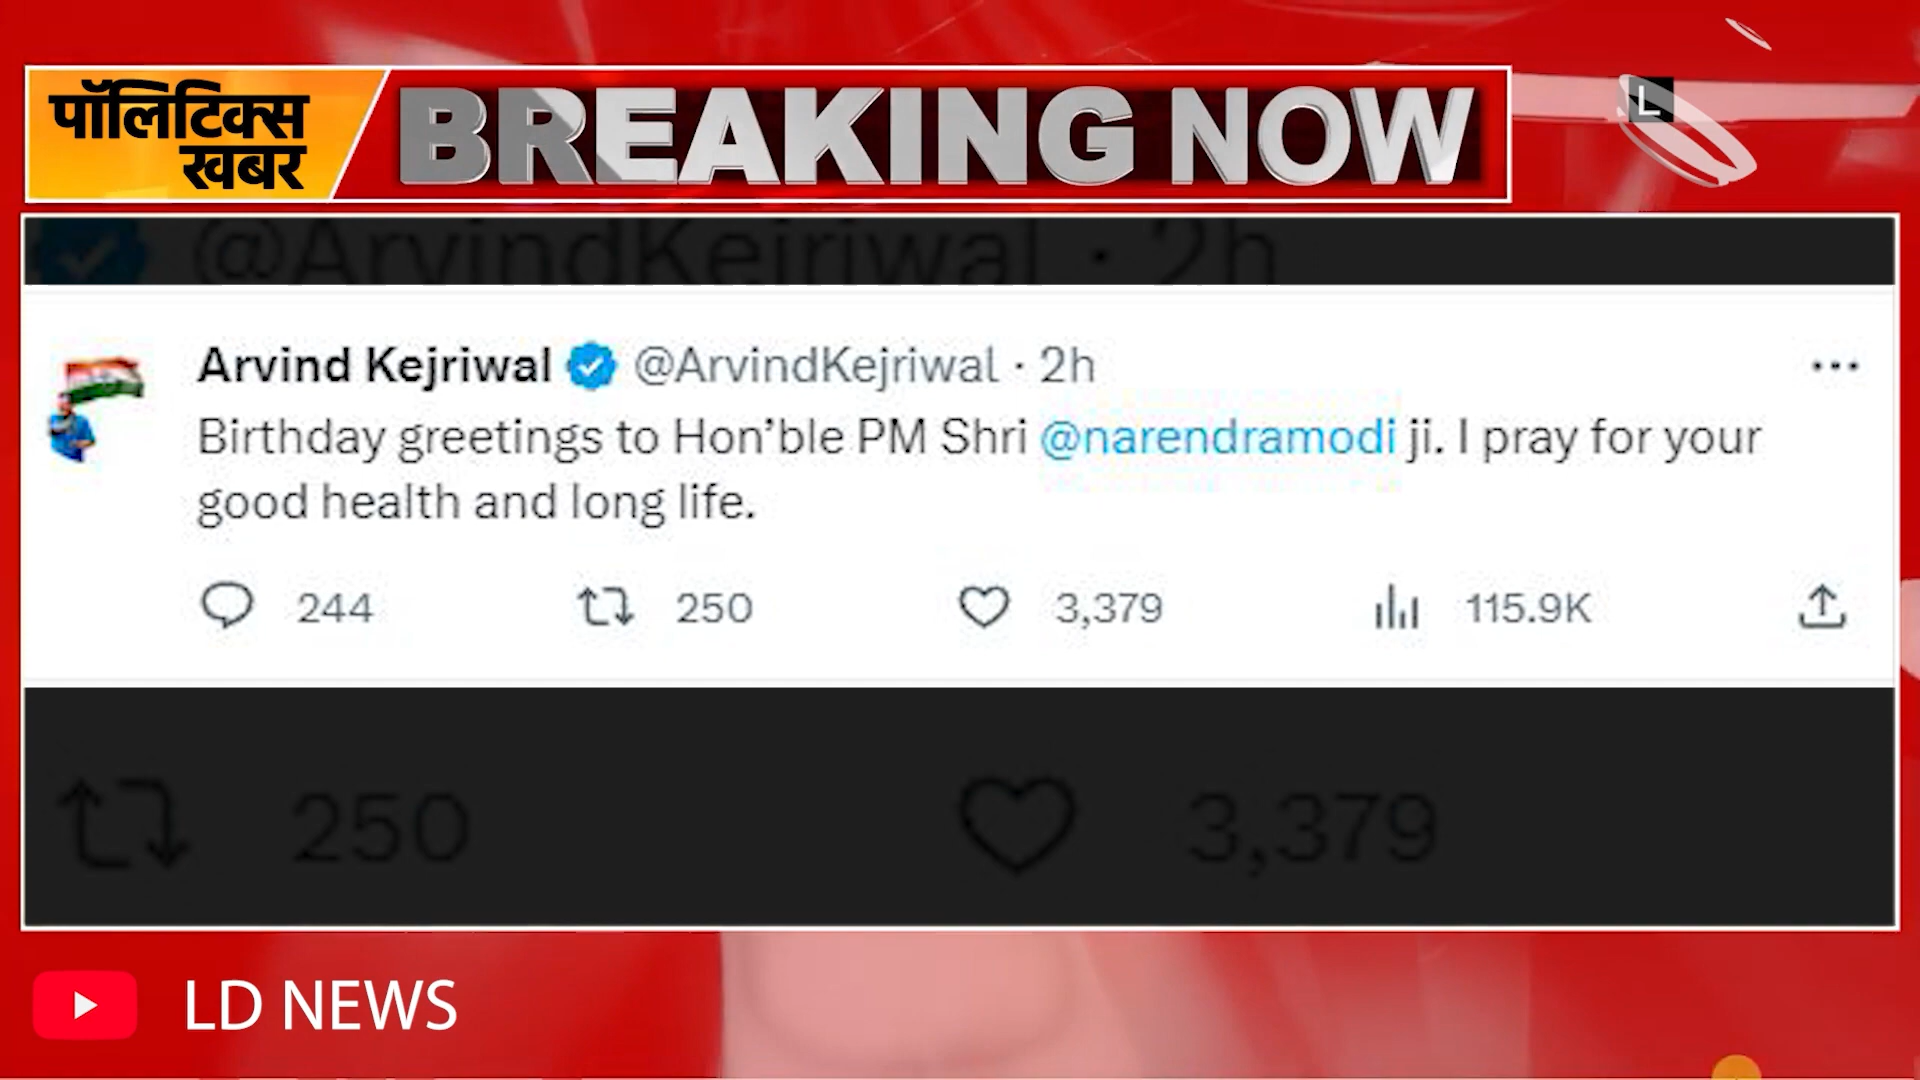 पॉलिटिक्स
खबर
BREAKING NOW
L
@ArvindKejriwal · 2h
Arvind Kejriwal @ArvindKejriwal · 2h
Birthday greetings to Hon’ble PM Shri @narendramodi ji. I pray for your
good health and long life.
244 250 3,379 115.9K
250 3,379
LD NEWS